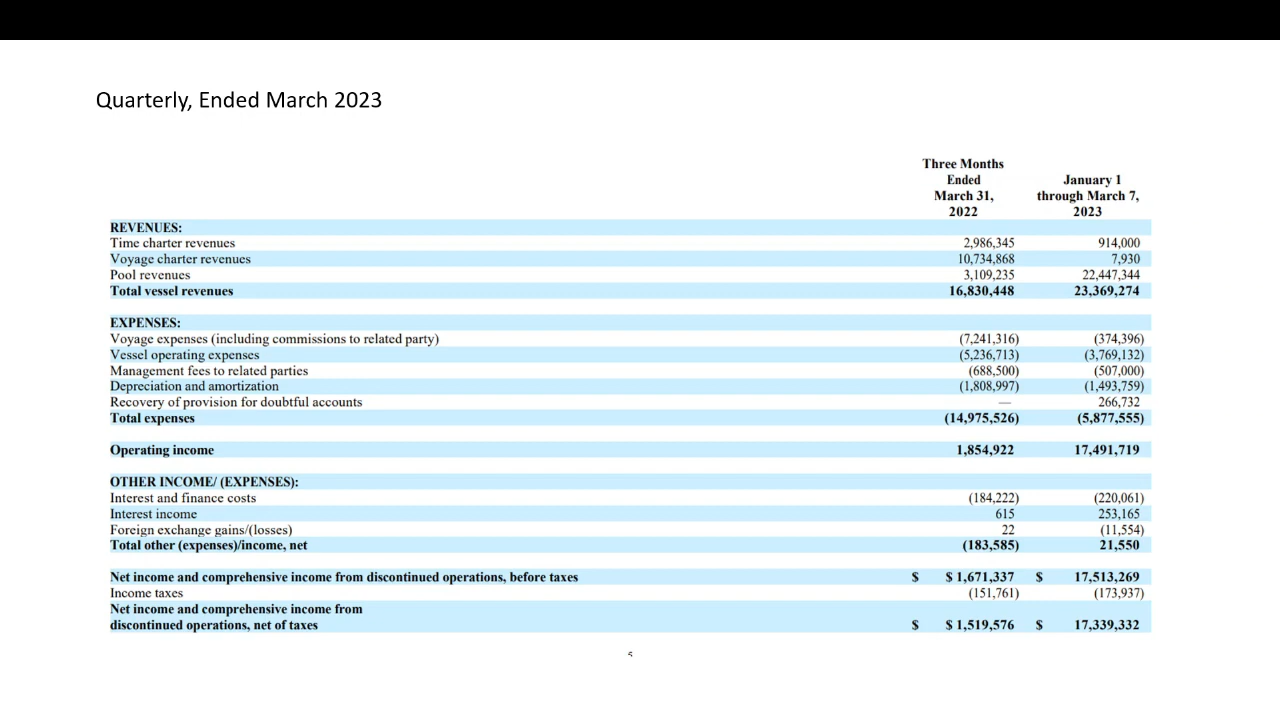 Quarterly, Ended March 2023
Three Months
Ended
March 31,
2022
January 1
through March 7,
2023
REVENUES:
Time charter revenues 2,986,345 914,000
Voyage charter revenues 10,734,868 7,930
Pool revenues 3,109,235 22,447,344
Total vessel revenues 16,830,448 23,369,274
EXPENSES:
Voyage expenses (including commissions to related party) (7,241,316) (374,396)
Vessel operating expenses (5,236,713) (3,769,132)
Management fees to related parties (688,500) (507,000)
Depreciation and amortization (1,808,997) (1,493,759)
Recovery of provision for doubtful accounts — 266,732
Total expenses (14,975,526) (5,877,555)
Operating income 1,854,922 17,491,719
OTHER INCOME/ (EXPENSES):
Interest and finance costs (184,222) (220,061)
Interest income 615 253,165
Foreign exchange gains/(losses) 22 (11,554)
Total other (expenses)/income, net (183,585) 21,550
Net income and comprehensive income from discontinued operations, before taxes $ $ 1,671,337 $ 17,513,269
Income taxes (151,761) (173,937)
Net income and comprehensive income from
discontinued operations, net of taxes $ $ 1,519,576 $ 17,339,332
5